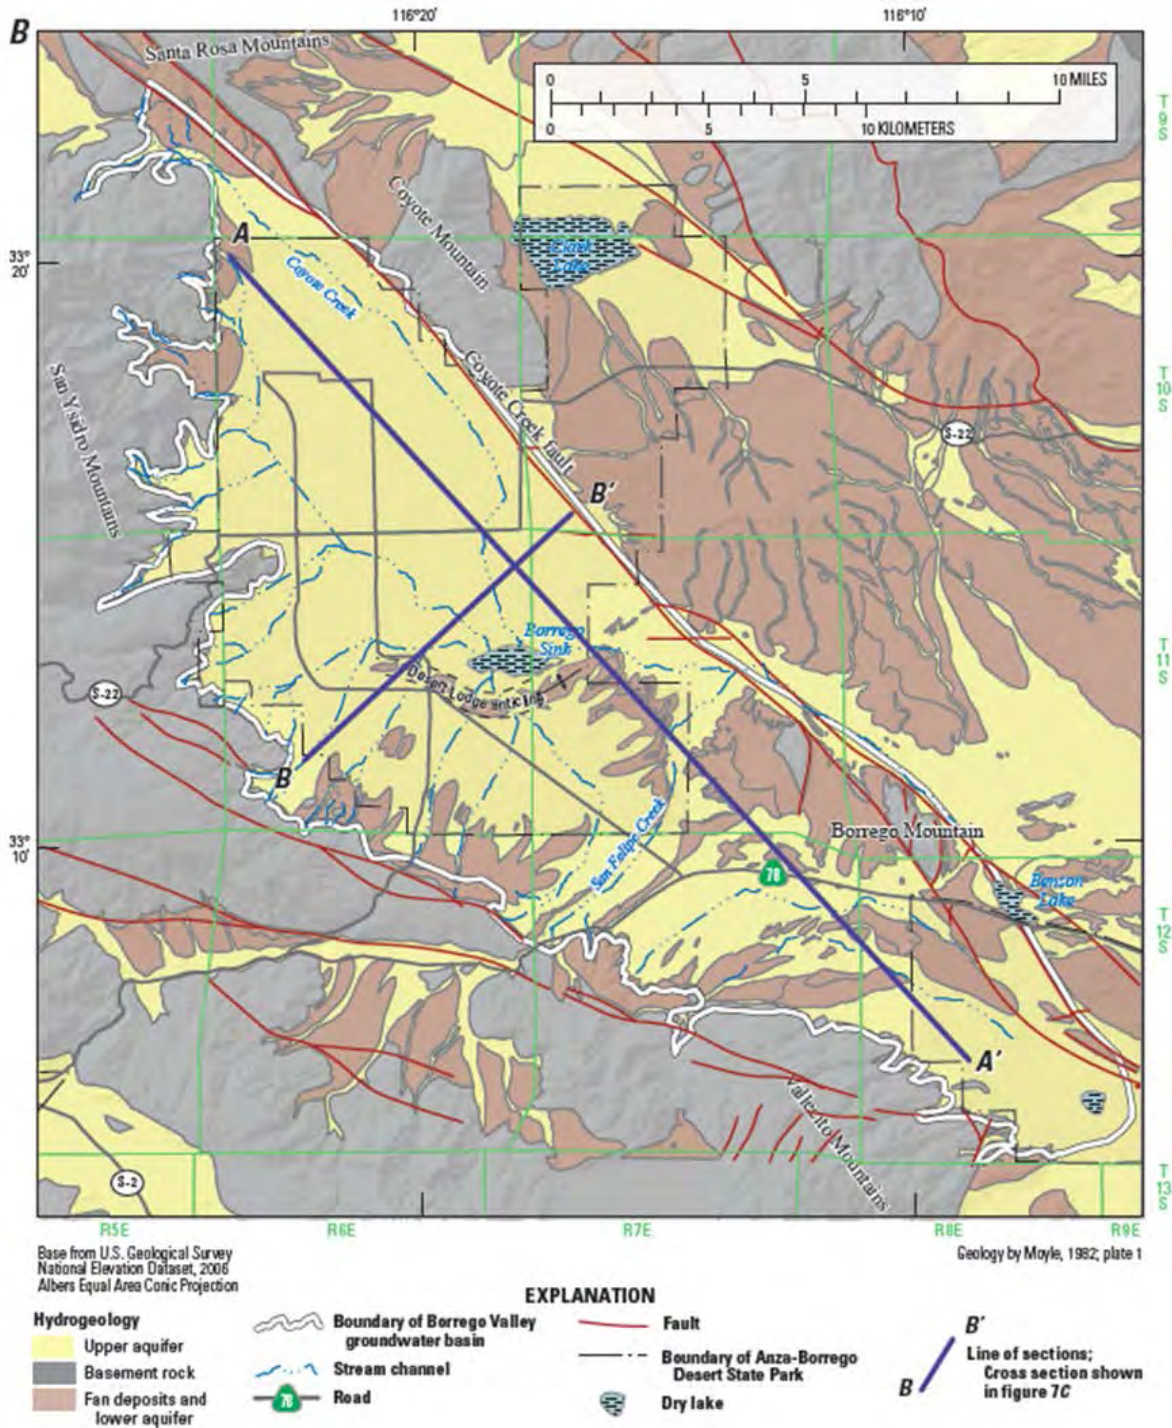 B
116°20'
116°10'
Santa Rosa Mountains
0 5 10 MILES
0 5 10 KILOMETERS
T
9
S
Coyote Mountain
A
33°
20'
Coyote Creek
Clark
Lake
San Ysidro Mountains
Coyote Creek fault
T
10
S
S-22
B'
Borrego
Sink
T
11
S
S-22
Desert Lodge anticline
B
33°
10'
San Felipe Creek
Borrego Mountain
78
Benson
Lake
T
12
S
A'
Vallecito Mountains
S-2
T
13
S
R5E R6E R7E R8E R9E
Base from U.S. Geological Survey
National Elevation Dataset, 2006
Albers Equal Area Conic Projection
Geology by Moyle, 1982; plate 1
EXPLANATION
Hydrogeology
Upper aquifer
Basement rock
Fan deposits and
lower aquifer
Boundary of Borrego Valley
groundwater basin
Stream channel
78 Road
Fault
Boundary of Anza-Borrego
Desert State Park
Dry lake
B'
B
Line of sections;
Cross section shown
in figure 7C